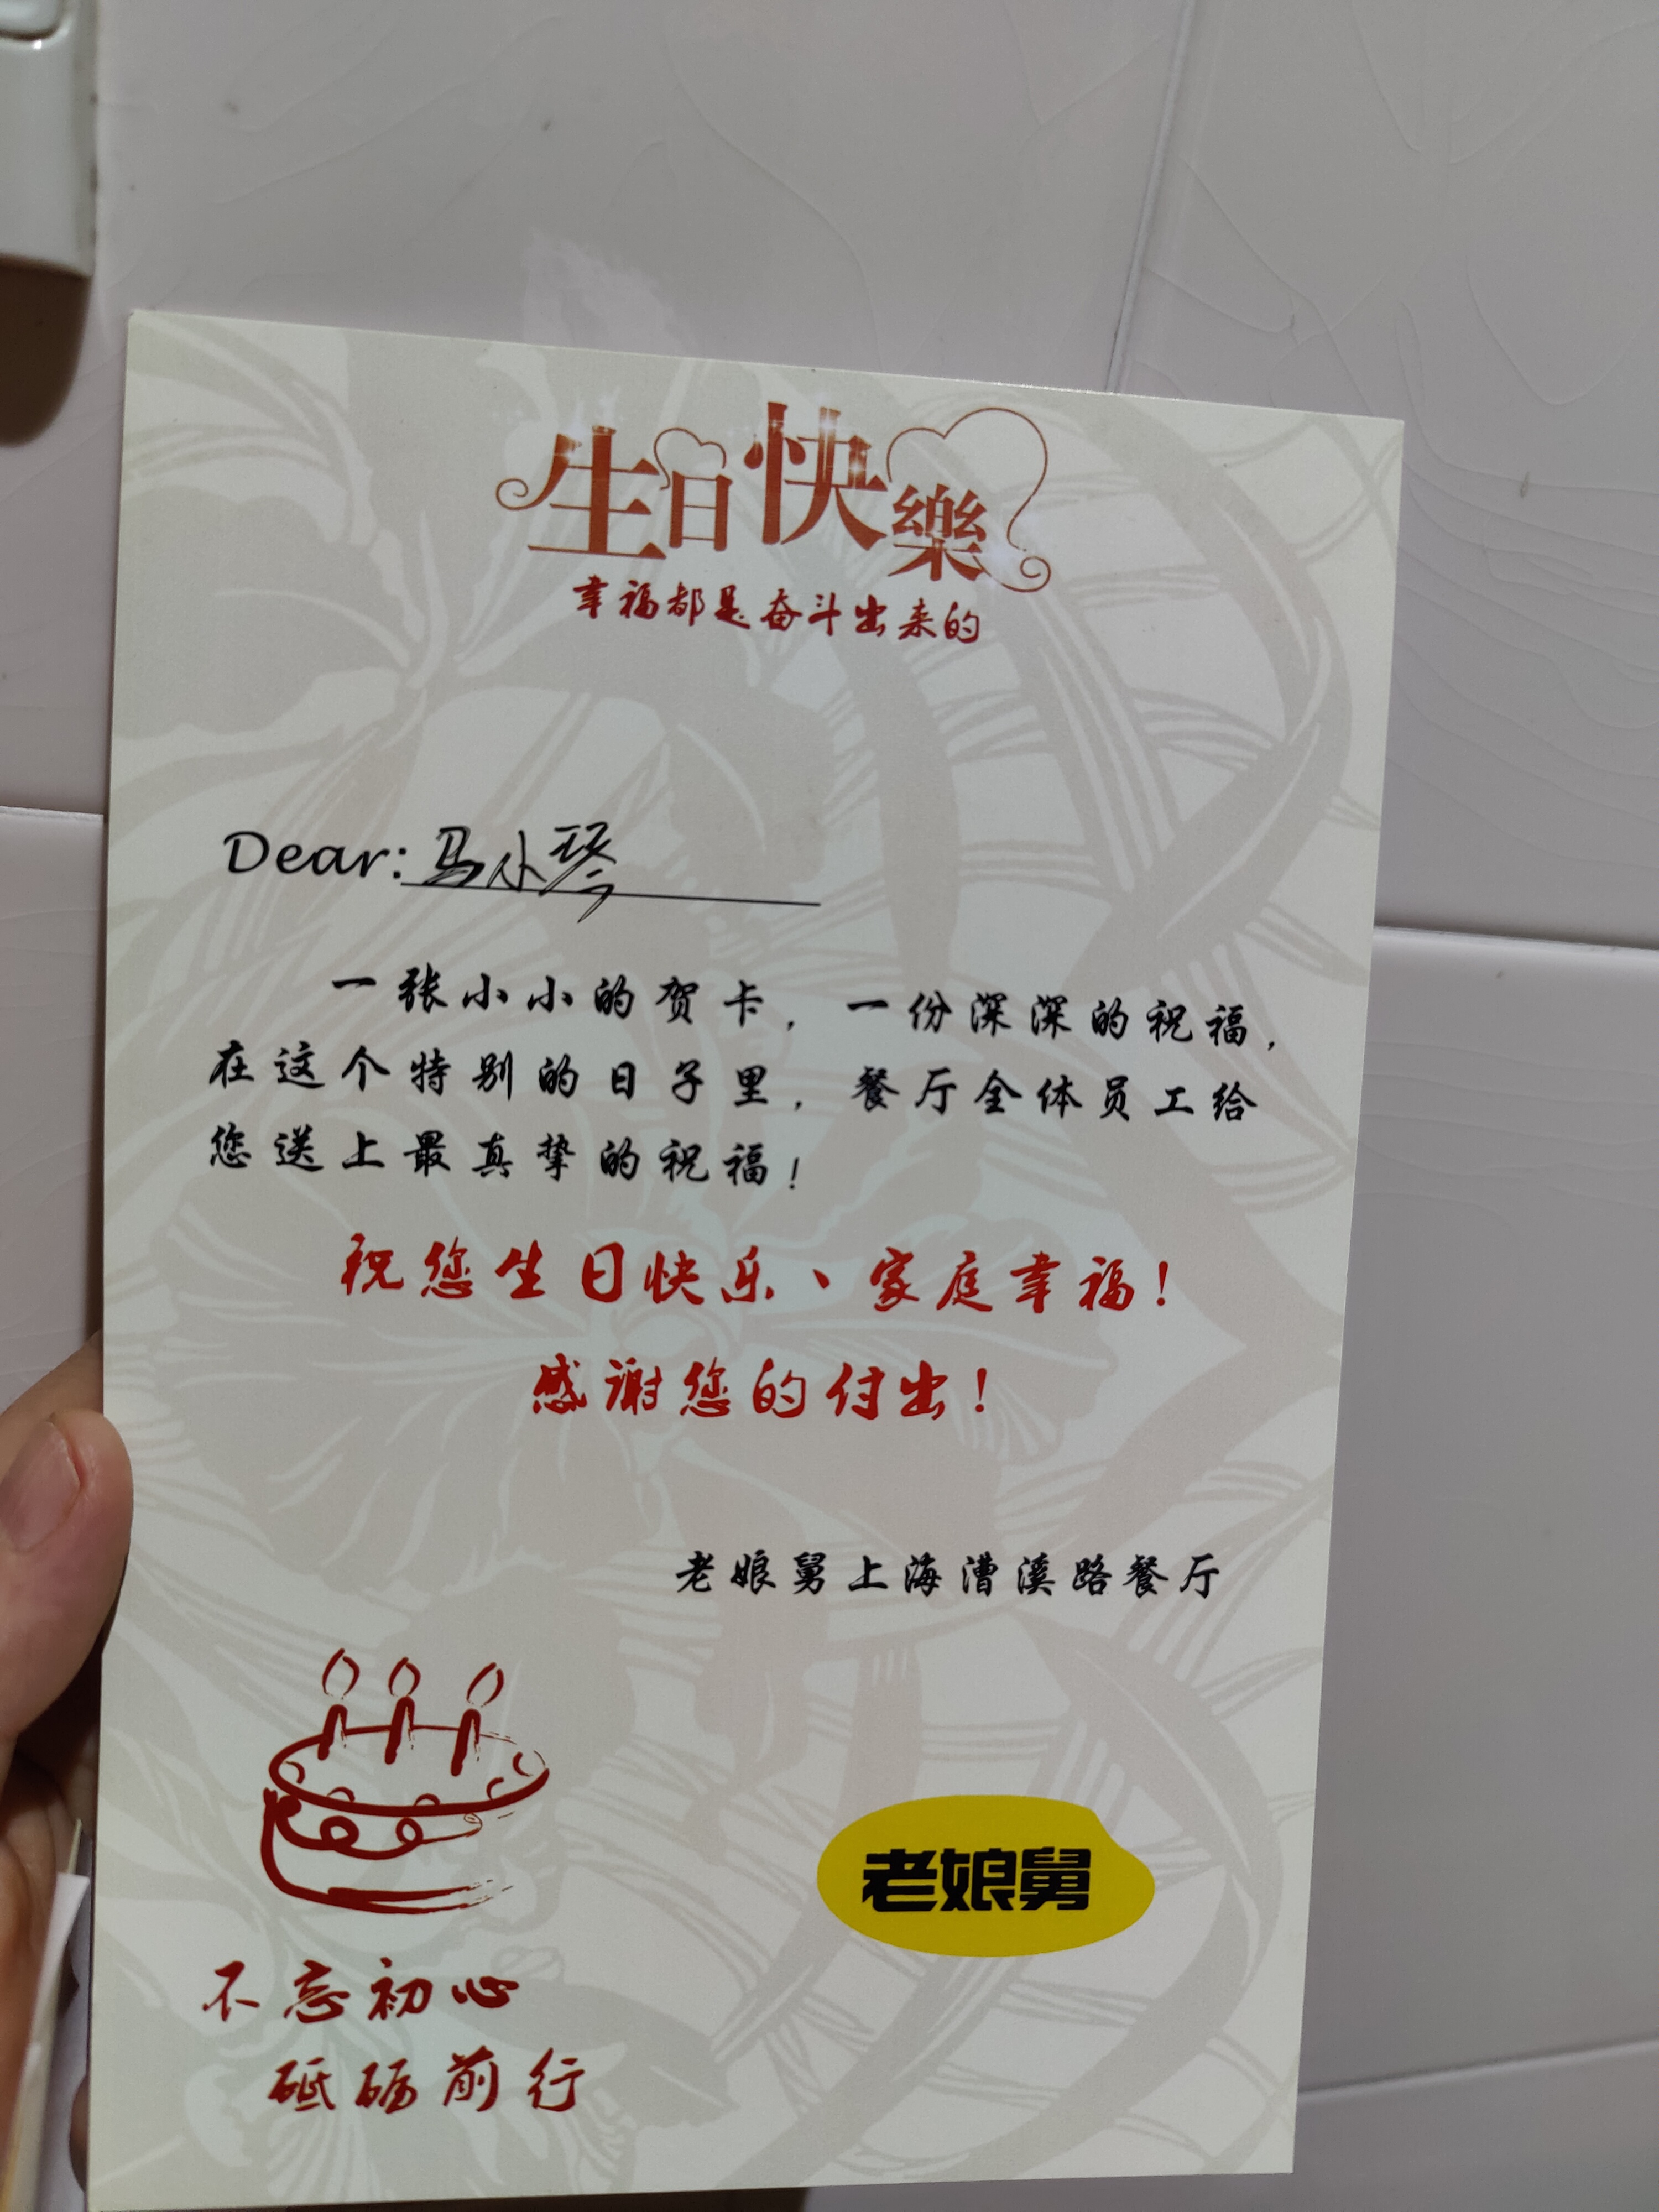 生日快樂
幸福都是奋斗出来的
Dear:马小琴
一张小小的贺卡，一份深深的祝福，
在这个特别的日子里，餐厅全体员工给
您送上最真挚的祝福！
祝您生日快乐、家庭幸福！
感谢您的付出！
老娘舅上海漕溪路餐厅
老娘舅
不忘初心
砥砺前行